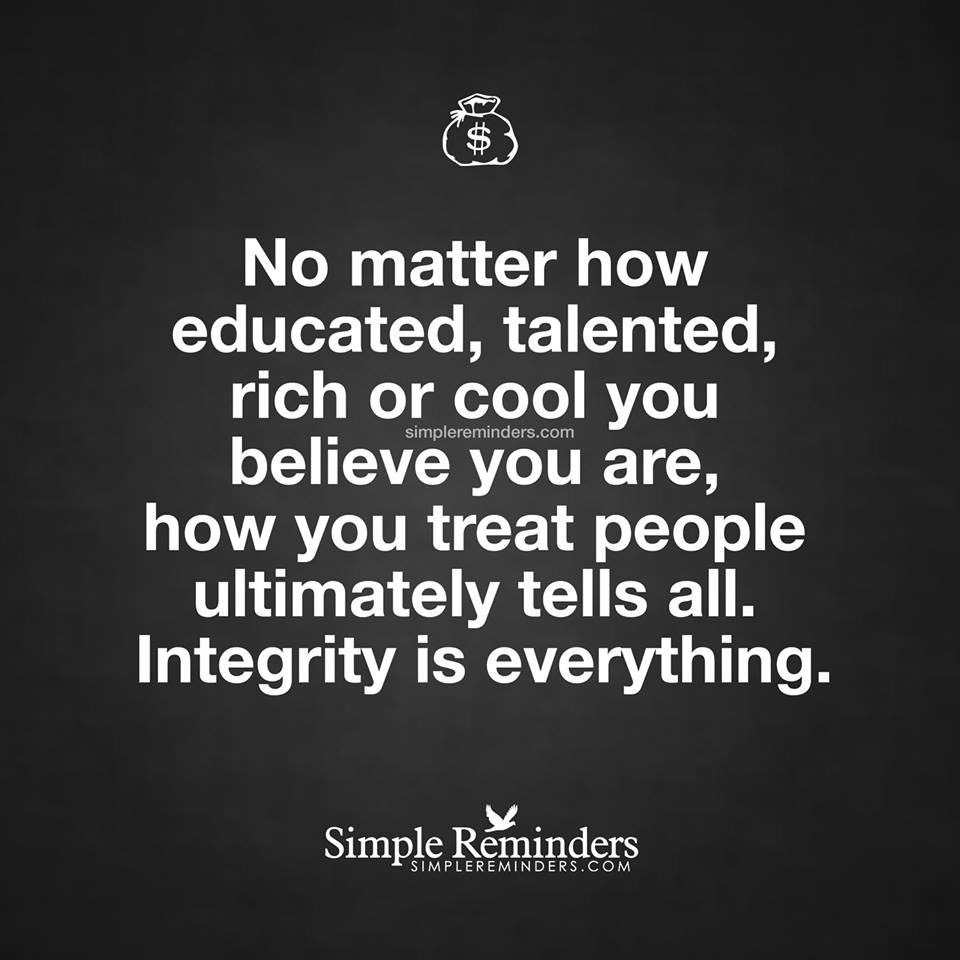 $
No matter how
educated, talented,
rich or cool you
simplereminders.com
believe you are,
how you treat people
ultimately tells all.
Integrity is everything.
Simple Reminders
SIMPLEREMINDERS.COM